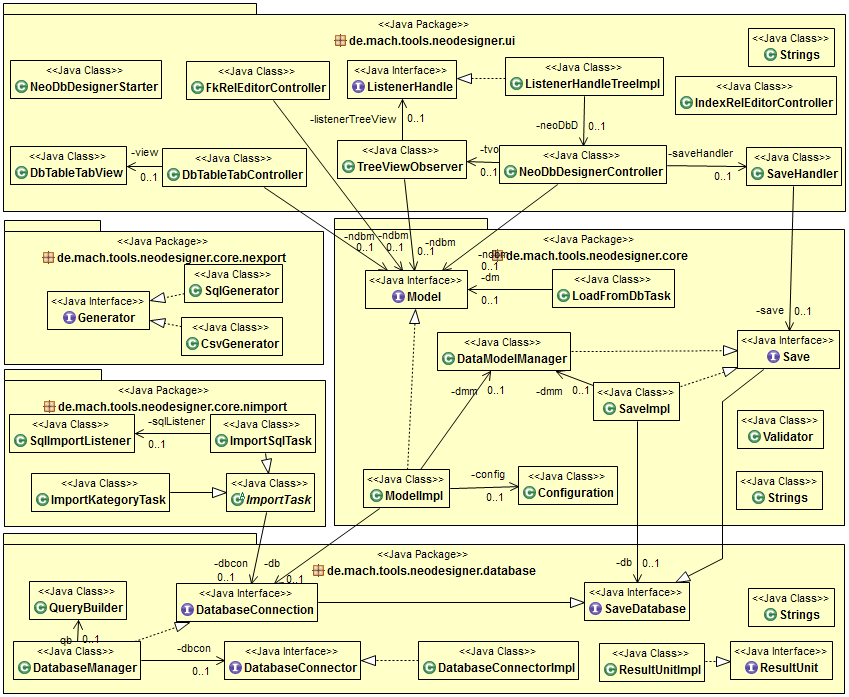 <<Java Package>>
de.mach.tools.neodesigner.ui
<<Java Class>>
Strings
<<Java Class>>
NeoDbDesignerStarter
<<Java Class>>
FkRelEditorController
<<Java Interface>>
ListenerHandle
<<Java Class>>
ListenerHandleTreeImpl
<<Java Class>>
IndexRelEditorController
-listenerTreeView
0..1
-neoDbD
0..1
<<Java Class>>
DbTableTabView
-view
0..1
<<Java Class>>
DbTableTabController
<<Java Class>>
TreeViewObserver
-tvo
0..1
<<Java Class>>
NeoDbDesignerController
-saveHandler
0..1
<<Java Class>>
SaveHandler
-ndbm
0..1
-ndbm
0..1
-ndbm
0..1
-ndbm
0..1
<<Java Package>>
de.mach.tools.neodesigner.core.nexport
<<Java Class>>
SqlGenerator
<<Java Interface>>
Generator
<<Java Class>>
CsvGenerator
<<Java Package>>
de.mach.tools.neodesigner.core
<<Java Interface>>
Model
-dm
0..1
<<Java Class>>
LoadFromDbTask
-save
0..1
<<Java Class>>
DataModelManager
<<Java Interface>>
Save
-dmm
0..1
-dmm
0..1
<<Java Class>>
SaveImpl
<<Java Class>>
Validator
<<Java Class>>
ModelImpl
-config
0..1
<<Java Class>>
Configuration
<<Java Class>>
Strings
<<Java Package>>
de.mach.tools.neodesigner.core.nimport
<<Java Class>>
SqlImportListener
-sqlListener
0..1
<<Java Class>>
ImportSqlTask
<<Java Class>>
ImportKategoryTask
<<Java Class>>
ImportTask
<<Java Package>>
de.mach.tools.neodesigner.database
-dbcon
0..1
-db
0..1
-db
0..1
<<Java Class>>
QueryBuilder
<<Java Interface>>
DatabaseConnection
<<Java Interface>>
SaveDatabase
<<Java Class>>
Strings
qb
0..1
<<Java Class>>
DatabaseManager
-dbcon
0..1
<<Java Interface>>
DatabaseConnector
<<Java Class>>
DatabaseConnectorImpl
<<Java Class>>
ResultUnitImpl
<<Java Interface>>
ResultUnit